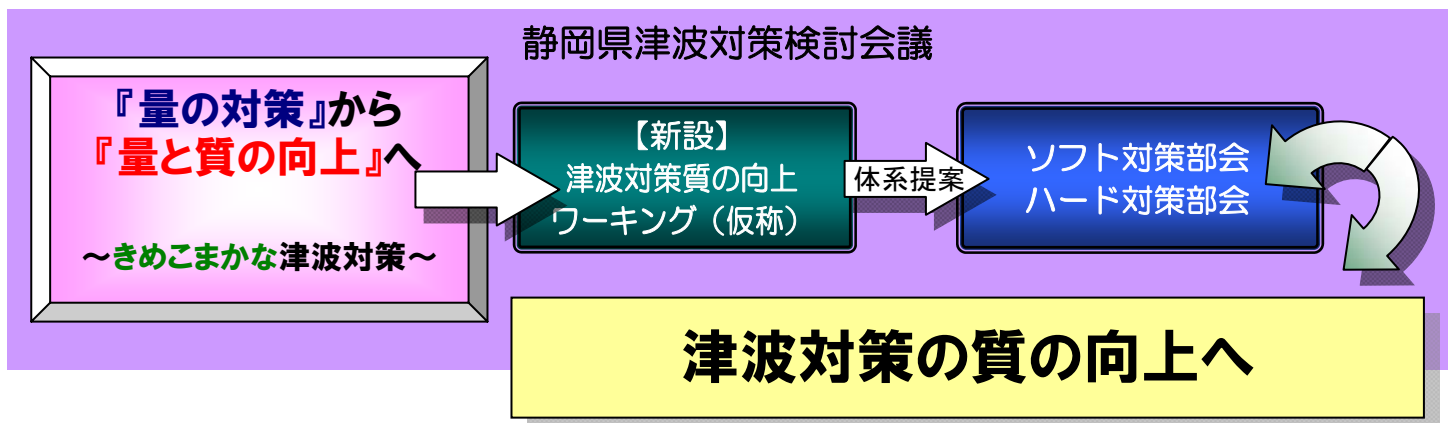 静岡県津波対策検討会議
『量の対策』から
『量と質の向上』へ
～きめこまかな津波対策～
【新設】
津波対策質の向上
ワーキング（仮称）
体系提案
ソフト対策部会
ハード対策部会
津波対策の質の向上へ